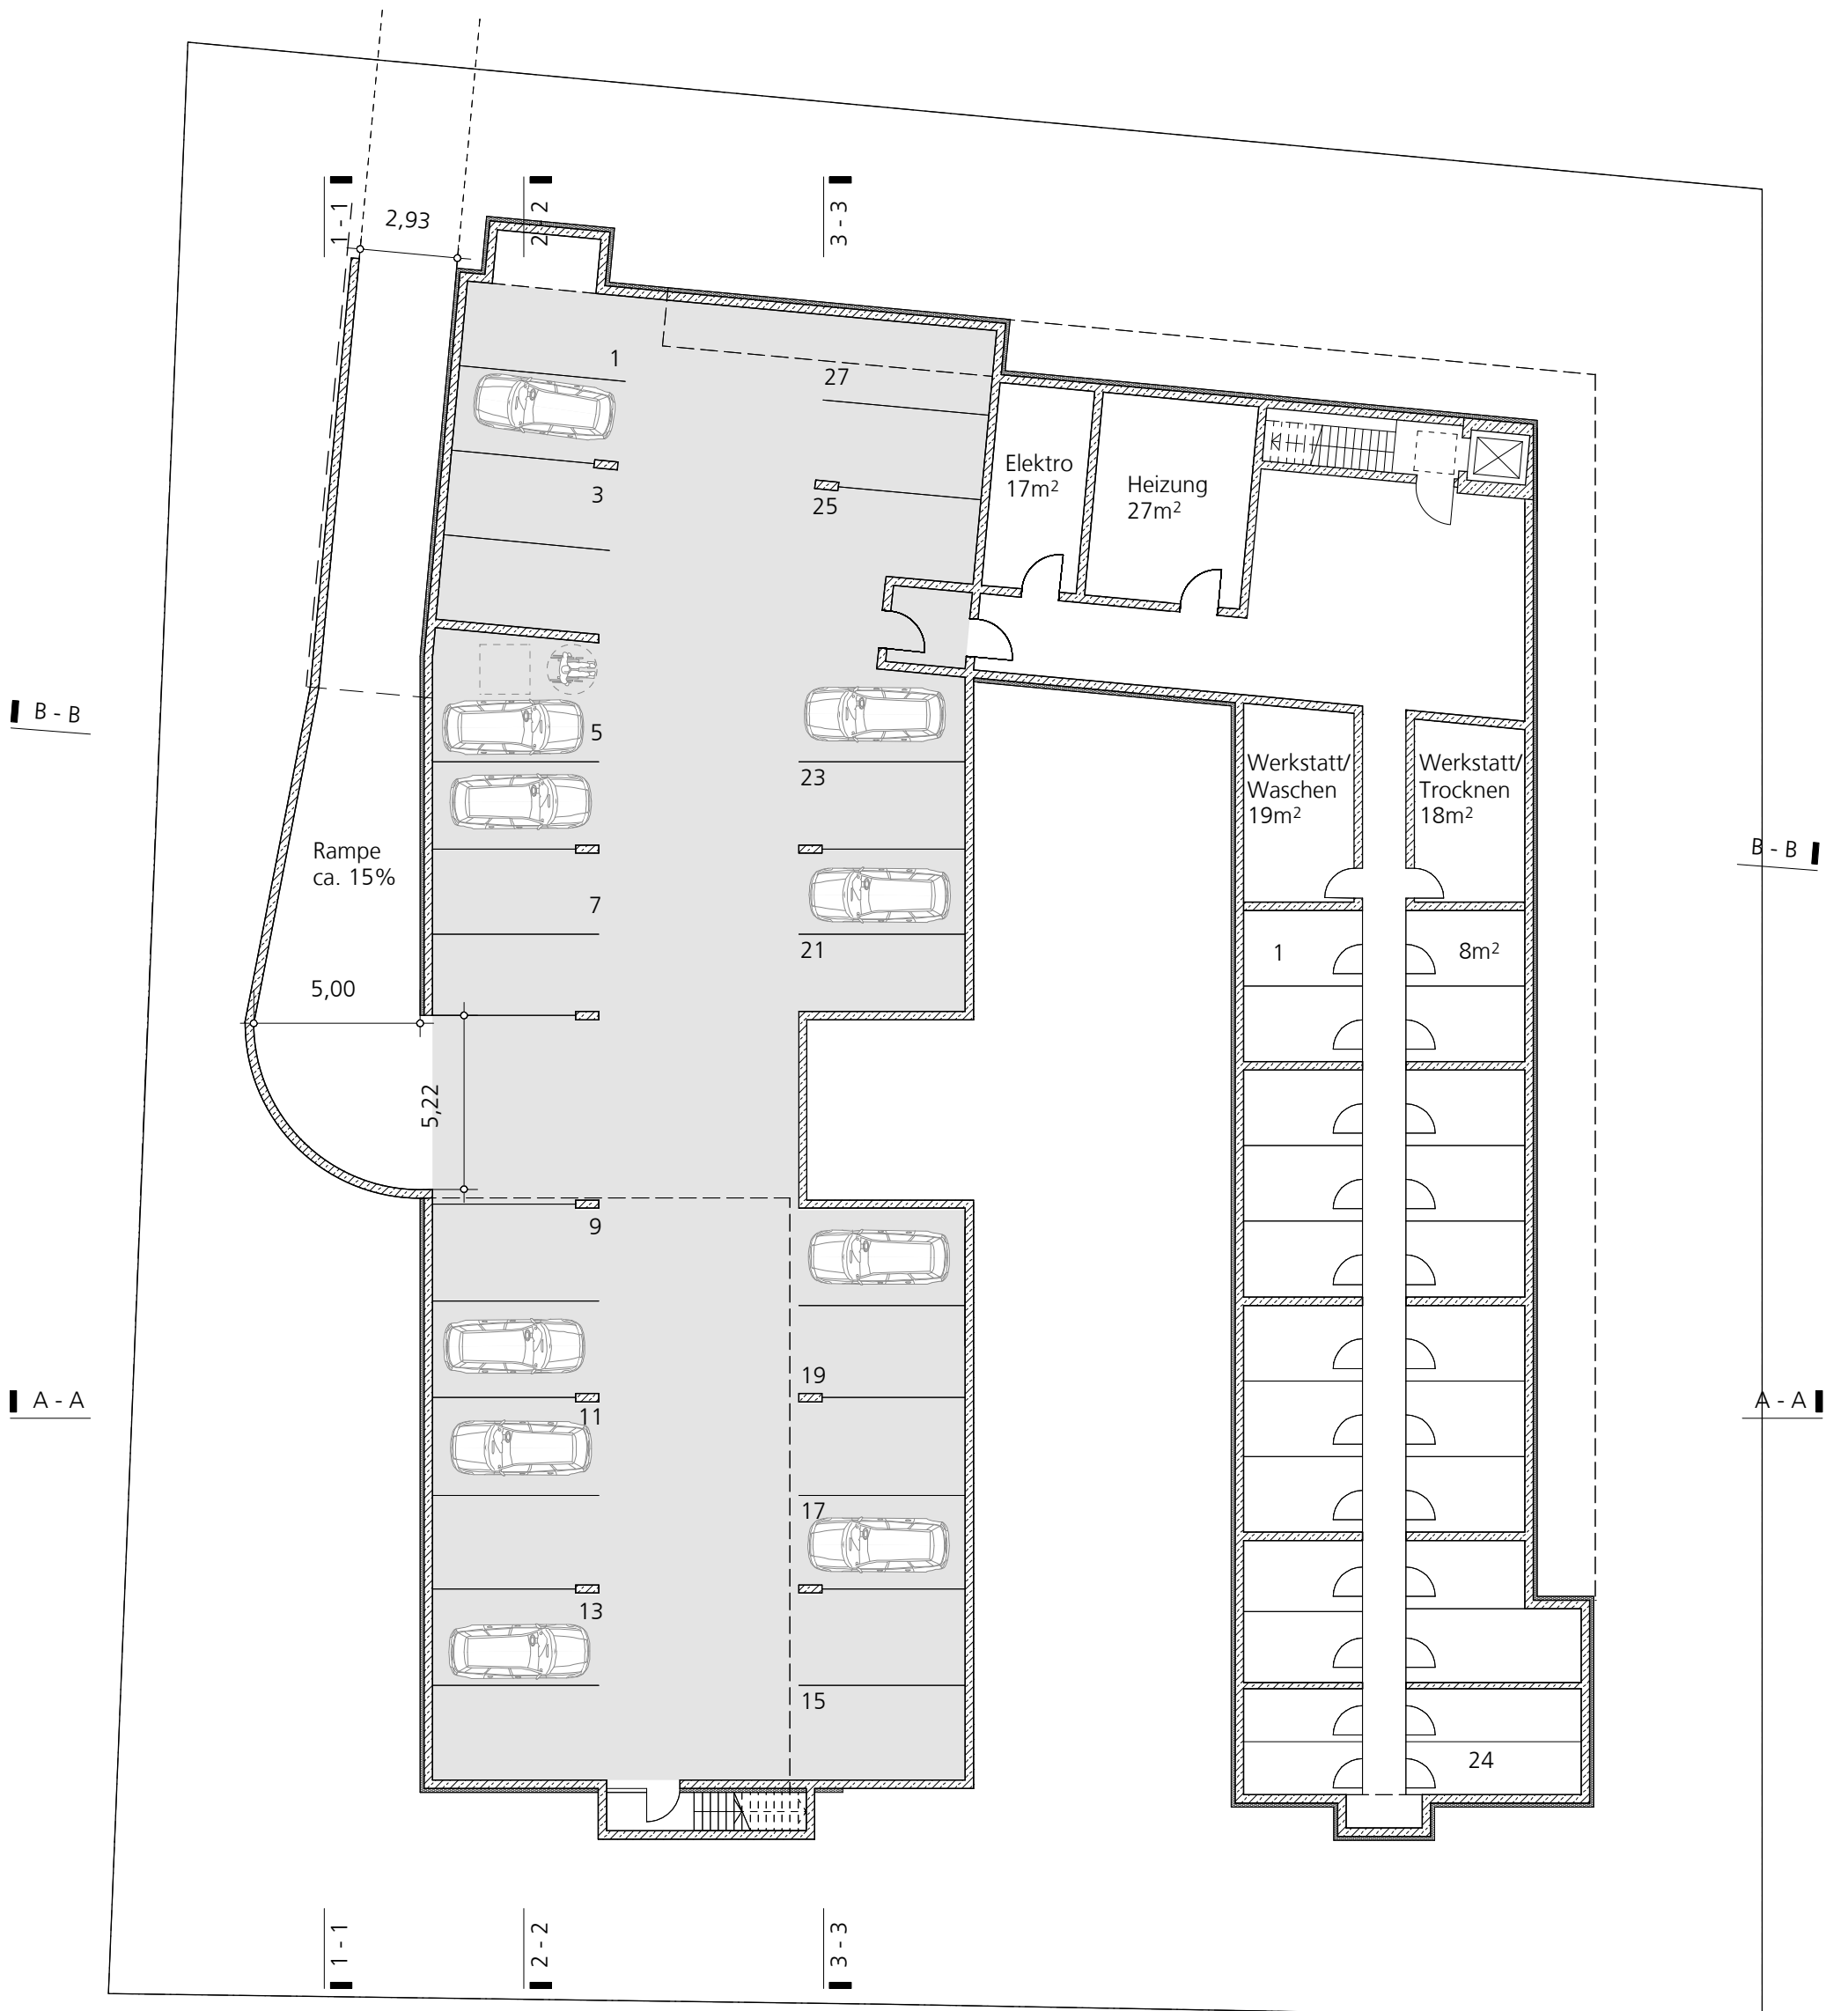 1 - 1
2 - 2
3 - 3
2,93
1
27
3
25
Elektro
17m²
Heizung
27m²
B - B
5
23
Werkstatt/
Waschen
19m²
Werkstatt/
Trocknen
18m²
B - B
Rampe
ca. 15%
7
21
1
8m²
5,00
5,22
9
19
A - A
11
A - A
17
13
15
24
1 - 1
2 - 2
3 - 3